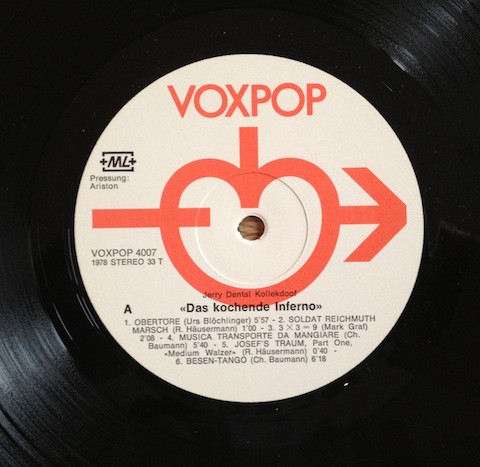 VOXPOP
ML
Pressung:
Ariston
VOXPOP 4007
1978 STEREO 33 T
Jerry Dental Kollekdoof
A
«Das kochende Inferno»
1. OBERTÖRE (Urs Blöchlinger) 5'57 - 2. SOLDAT REICHMUTH
MARSCH (R. Häusermann) 1'00 - 3. 3 × 3 = 9 (Mark Graf)
2'08 - 4. MUSICA TRANSPORTE DA MANGIARE (Ch.
Baumann) 5'40 - 5. JOSEF'S TRAUM, Part One,
«Medium Walzer» (R. Häusermann) 0'40 -
6. BESEN-TANGO (Ch. Baumann) 6'18